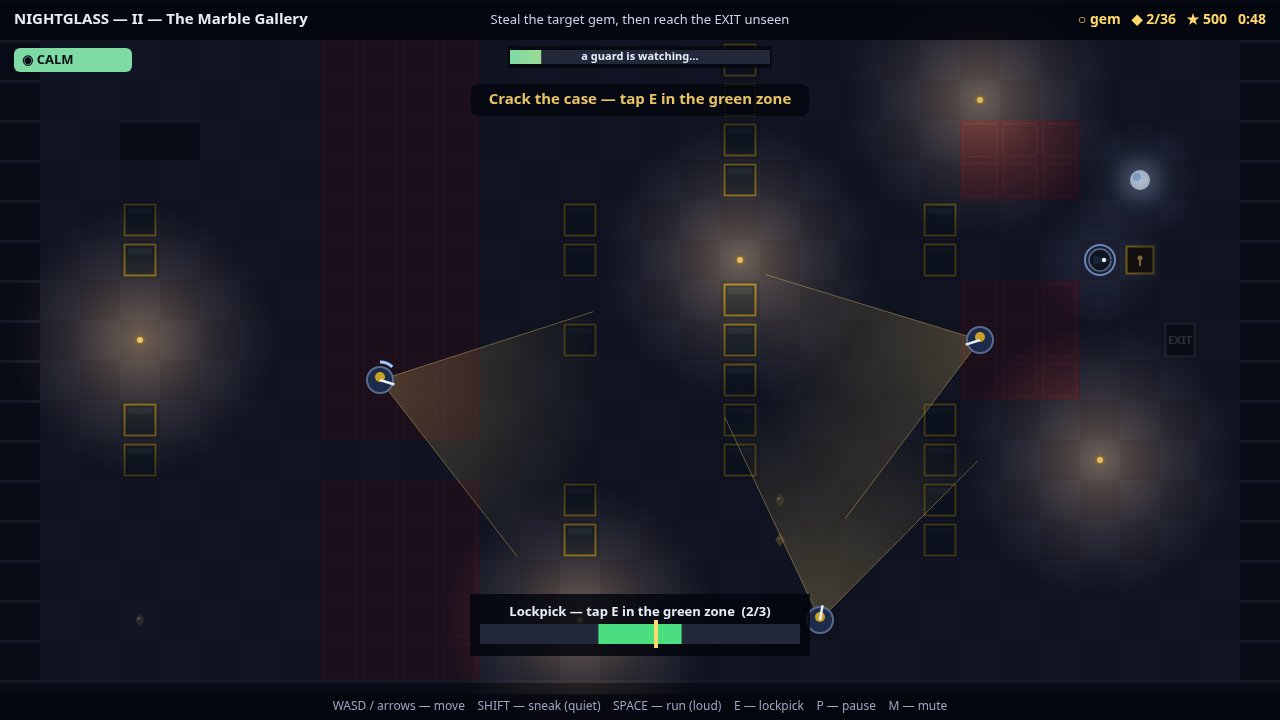 NIGHTGLASS — II — The Marble Gallery
Steal the target gem, then reach the EXIT unseen
○ gem ◆ 2/36 ★ 500 0:48
◉ CALM
a guard is watching...
Crack the case — tap E in the green zone
EXIT
Lockpick — tap E in the green zone (2/3)
WASD / arrows — move SHIFT — sneak (quiet) SPACE — run (loud) E — lockpick P — pause M — mute